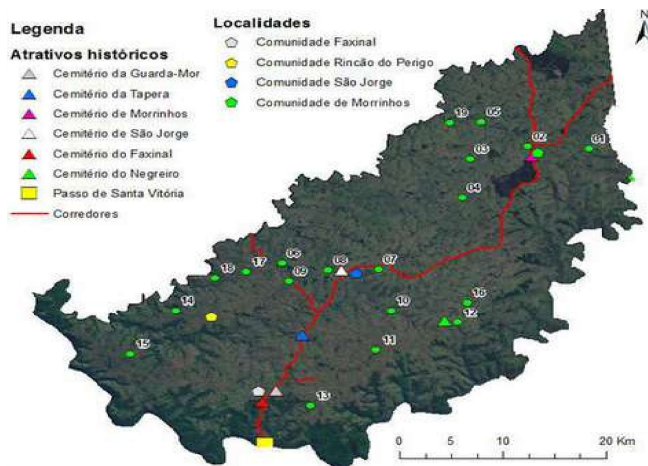 Legenda
Atrativos históricos
Cemitério da Guarda-Mor
Cemitério da Tapera
Cemitério de Morrinhos
Cemitério de São Jorge
Cemitério do Faxinal
Cemitério do Negreiro
Passo de Santa Vitória
Corredores
Localidades
Comunidade Faxinal
Comunidade Rincão do Perigo
Comunidade São Jorge
Comunidade de Morrinhos
N
19
05
02
01
03
04
06
17
18
09
08
07
14
10
16
12
15
11
13
0 5 10 20 Km